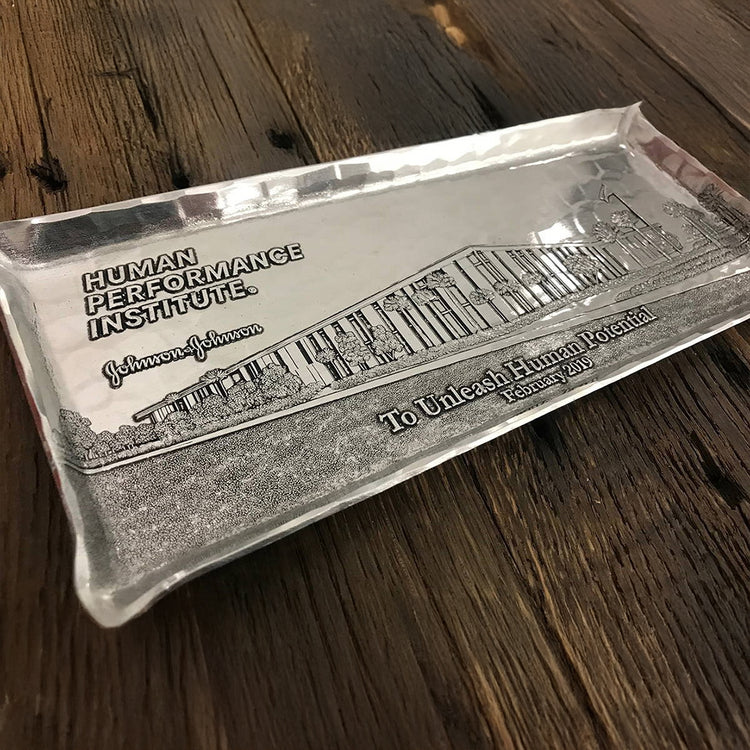 HUMAN
PERFORMANCE
INSTITUTE®
Johnson & Johnson
To Unleash Human Potential
February 2019